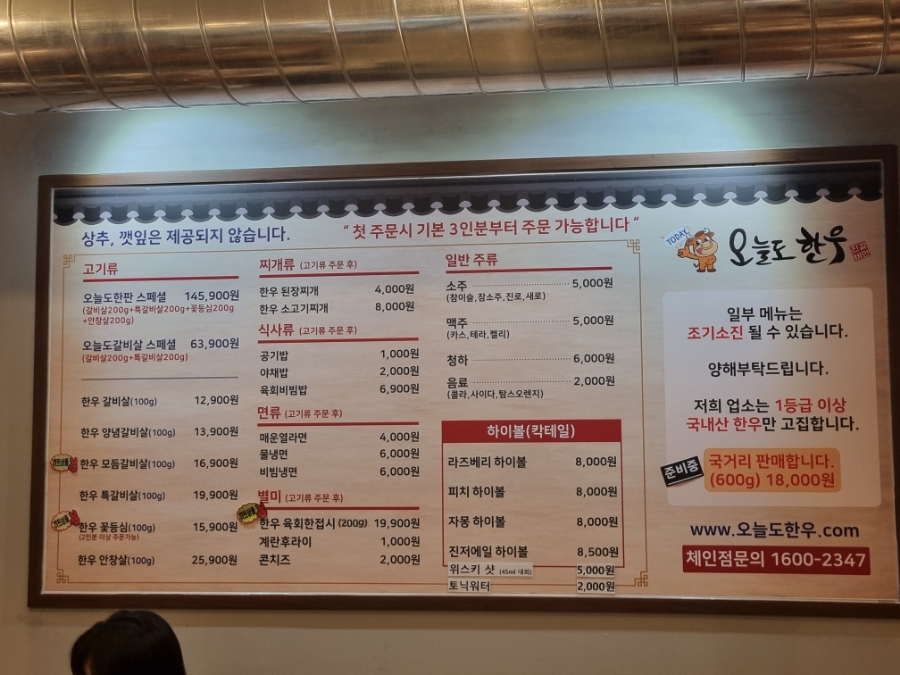 상추, 깻잎은 제공되지 않습니다.
" 첫 주문시 기본 3인분부터 주문 가능합니다 "
고기류
오늘도한판 스페셜 145,900원
(갈비살200g+특갈비살200g+꽃등심200g
+안창살200g)
오늘도갈비살 스페셜 63,900원
(갈비살200g+특갈비살200g)
한우 갈비살(100g) 12,900원
한우 양념갈비살(100g) 13,900원
한우 모듬갈비살(100g) 16,900원
한우 특갈비살(100g) 19,900원
한우 꽃등심(100g) 15,900원
(2인분 이상 주문가능)
한우 안창살(100g) 25,900원
찌개류 (고기류 주문 후)
한우 된장찌개 4,000원
한우 소고기찌개 8,000원
식사류 (고기류 주문 후)
공기밥 1,000원
야채밥 2,000원
육회비빔밥 6,900원
면류 (고기류 주문 후)
매운열라면 4,000원
물냉면 6,000원
비빔냉면 6,000원
별미 (고기류 주문 후)
한우 육회한접시 (200g) 19,900원
계란후라이 1,000원
콘치즈 2,000원
일반 주류
소주 5,000원
(참이슬,참소주,진로,새로)
맥주 5,000원
(카스,테라,켈리)
청하 6,000원
음료 2,000원
(콜라,사이다,탐스오렌지)
하이볼(칵테일)
라즈베리 하이볼 8,000원
피치 하이볼 8,000원
자몽 하이볼 8,000원
진저에일 하이볼 8,500원
위스키 샷 (45ml 내외) 5,000원
토닉워터 2,000원
TODAY
오늘도 한우
일부 메뉴는
조기소진 될 수 있습니다.
양해부탁드립니다.
저희 업소는 1등급 이상
국내산 한우만 고집합니다.
준비중
국거리 판매합니다.
(600g) 18,000원
www.오늘도한우.com
체인점문의 1600-2347